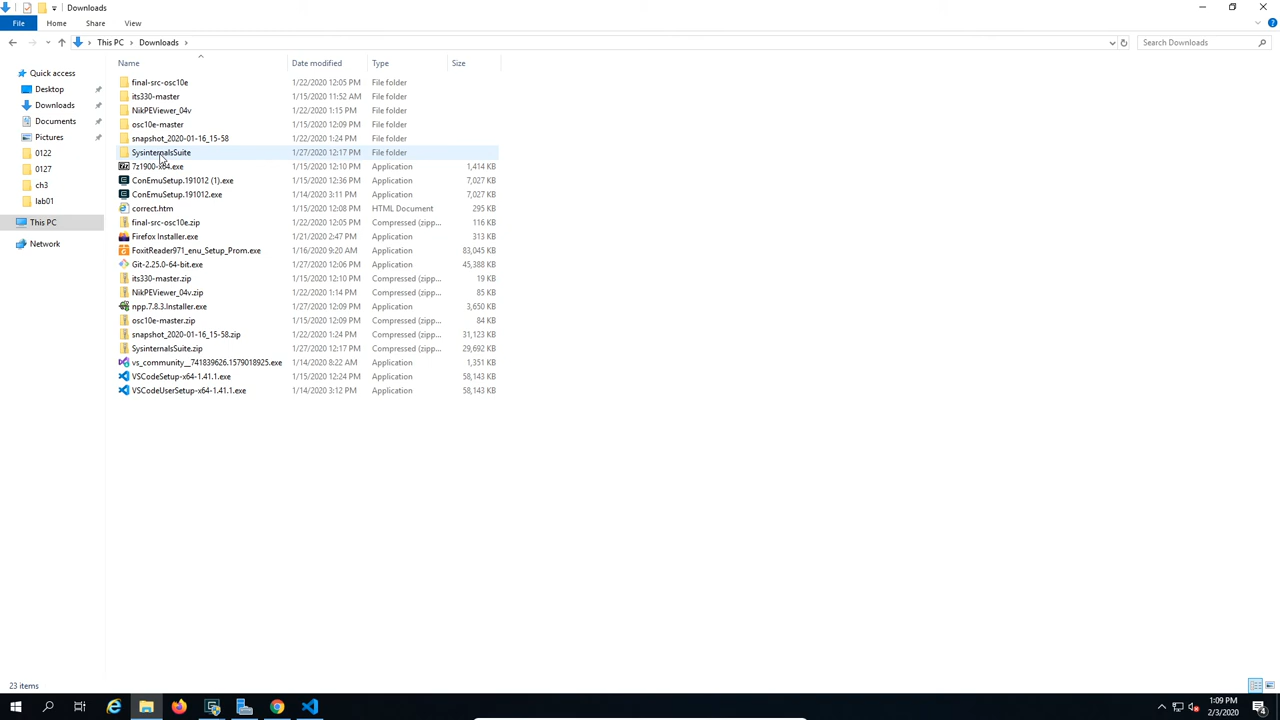 Downloads
File Home Share View
This PC Downloads Search Downloads
Name Date modified Type Size
Quick access
Desktop
Downloads
Documents
Pictures
0122
0127
ch3
lab01
This PC
Network
final-src-osc10e 1/22/2020 12:05 PM File folder
its330-master 1/15/2020 11:52 AM File folder
NikPEViewer_04v 1/22/2020 1:15 PM File folder
osc10e-master 1/15/2020 12:09 PM File folder
snapshot_2020-01-16_15-58 1/22/2020 1:24 PM File folder
SysinternalsSuite 1/27/2020 12:17 PM File folder
7z1900-x64.exe 1/15/2020 12:10 PM Application 1,414 KB
ConEmuSetup.191012 (1).exe 1/15/2020 12:36 PM Application 7,027 KB
ConEmuSetup.191012.exe 1/14/2020 3:11 PM Application 7,027 KB
correct.htm 1/15/2020 12:08 PM HTML Document 295 KB
final-src-osc10e.zip 1/22/2020 12:05 PM Compressed (zipp... 116 KB
Firefox Installer.exe 1/21/2020 2:47 PM Application 313 KB
FoxitReader971_enu_Setup_Prom.exe 1/16/2020 9:20 AM Application 83,045 KB
Git-2.25.0-64-bit.exe 1/27/2020 12:06 PM Application 45,388 KB
its330-master.zip 1/15/2020 12:10 PM Compressed (zipp... 19 KB
NikPEViewer_04v.zip 1/22/2020 1:14 PM Compressed (zipp... 85 KB
npp.7.8.3.Installer.exe 1/27/2020 12:09 PM Application 3,650 KB
osc10e-master.zip 1/15/2020 12:09 PM Compressed (zipp... 84 KB
snapshot_2020-01-16_15-58.zip 1/22/2020 1:24 PM Compressed (zipp... 31,123 KB
SysinternalsSuite.zip 1/27/2020 12:17 PM Compressed (zipp... 29,692 KB
vs_community__741839626.1579018925.exe 1/14/2020 8:22 AM Application 1,351 KB
VSCodeSetup-x64-1.41.1.exe 1/15/2020 12:24 PM Application 58,143 KB
VSCodeUserSetup-x64-1.41.1.exe 1/14/2020 3:12 PM Application 58,143 KB
23 items
1:09 PM
2/3/2020
4